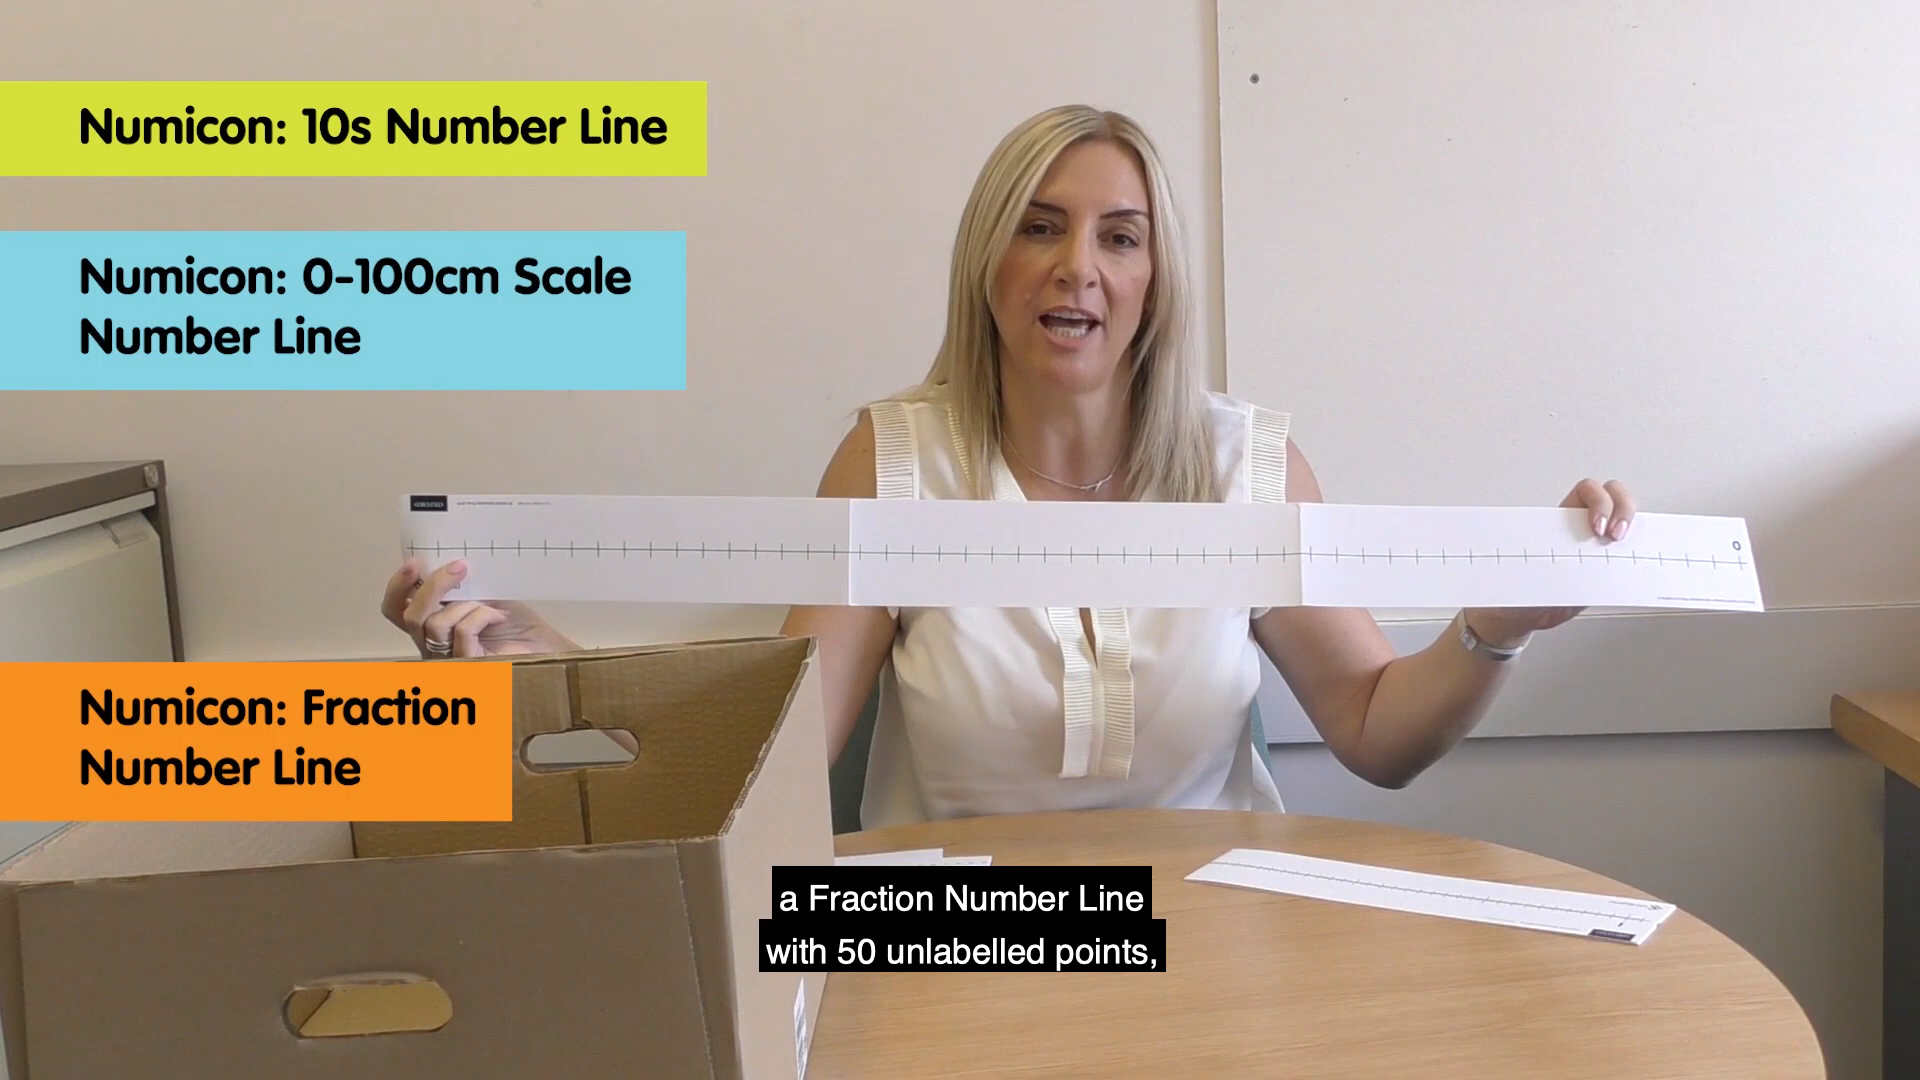 Numicon: 10s Number Line
Numicon: 0-100cm Scale
Number Line
0
Numicon: Fraction
Number Line
a Fraction Number Line
with 50 unlabelled points,